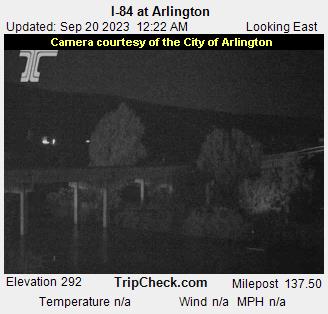 I-84 at Arlington
Updated: Sep 20 2023 12:22 AM Looking East
Camera courtesy of the City of Arlington
Elevation 292 TripCheck.com Milepost 137.50
Temperature n/a Wind n/a MPH n/a